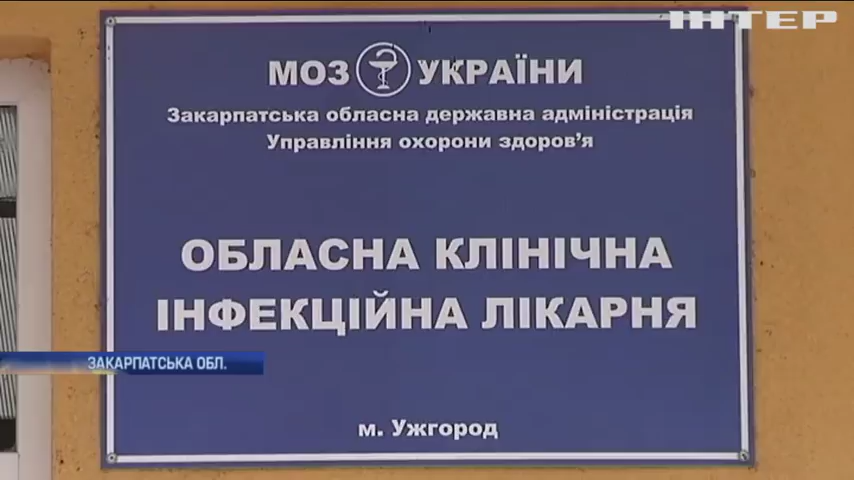 ІНТЕР
МОЗ УКРАЇНИ
Закарпатська обласна державна адміністрація
Управління охорони здоров’я
ОБЛАСНА КЛІНІЧНА
ІНФЕКЦІЙНА ЛІКАРНЯ
ЗАКАРПАТСЬКА ОБЛ.
м. Ужгород